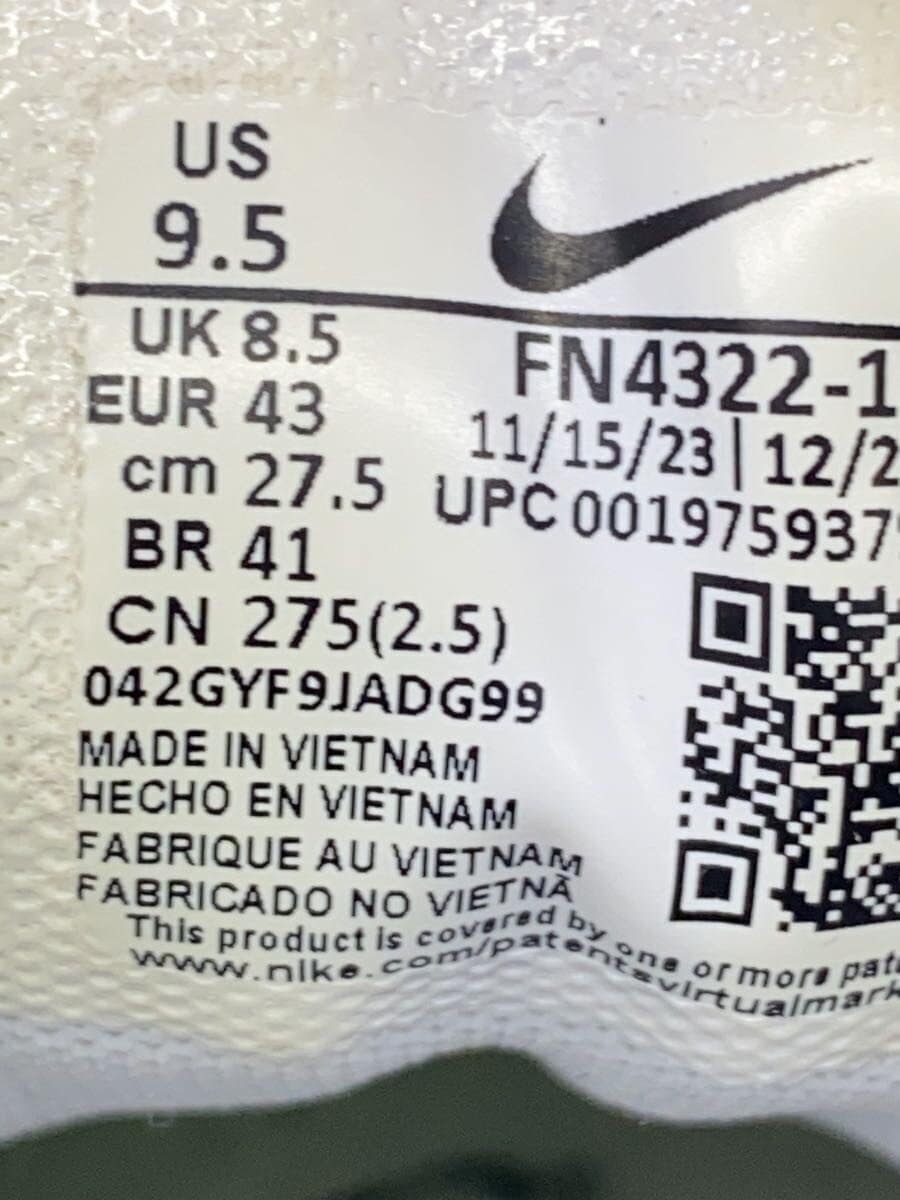 US
9.5
UK 8.5
EUR 43
cm 27.5
BR 41
CN 275(2.5)
042GYF9JADG99
MADE IN VIETNAM
HECHO EN VIETNAM
FABRIQUE AU VIETNAM
FABRICADO NO VIETNÃ
This product is covered by one or more pat
www.nike.com/patentsvirtualmark
FN4322-1
11/15/23 | 12/2
UPC 0019759379